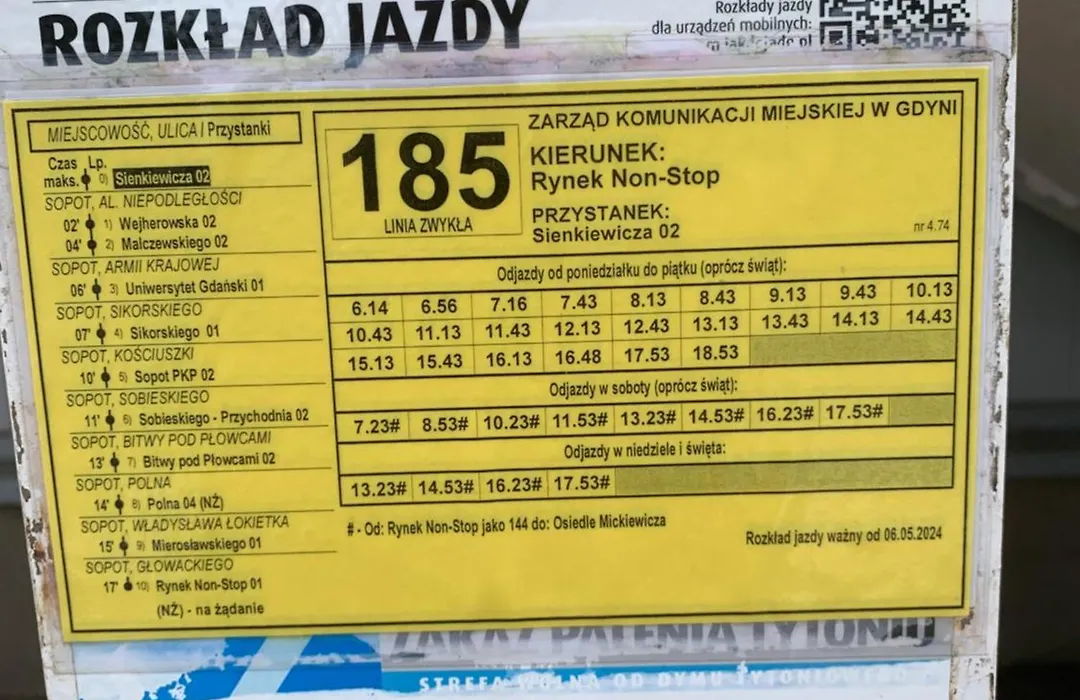 ROZKŁAD JAZDY
Rozkłady jazdy
dla urządzeń mobilnych:
MIEJSCOWOŚĆ, ULICA / Przystanki
Czas Lp.
maks. 0) Sienkiewicza 02
SOPOT, AL. NIEPODLEGŁOŚCI
02' 1) Wejherowska 02
04' 2) Malczewskiego 02
SOPOT, ARMII KRAJOWEJ
06' 3) Uniwersytet Gdański 01
SOPOT, SIKORSKIEGO
07' 4) Sikorskiego 01
SOPOT, KOŚCIUSZKI
10' 5) Sopot PKP 02
SOPOT, SOBIESKIEGO
11' 6) Sobieskiego - Przychodnia 02
SOPOT, BITWY POD PŁOWCAMI
13' 7) Bitwy pod Płowcami 02
SOPOT, POLNA
14' 8) Polna 04 (NŻ)
SOPOT, WŁADYSŁAWA ŁOKIETKA
15' 9) Mierosławskiego 01
SOPOT, GŁOWACKIEGO
17' 10) Rynek Non-Stop 01
(NŻ) - na żądanie
185
LINIA ZWYKŁA
ZARZĄD KOMUNIKACJI MIEJSKIEJ W GDYNI
KIERUNEK:
Rynek Non-Stop
PRZYSTANEK:
Sienkiewicza 02
nr 4.74
Odjazdy od poniedziałku do piątku (oprócz świąt):
6.14 6.56 7.16 7.43 8.13 8.43 9.13 9.43 10.13
10.43 11.13 11.43 12.13 12.43 13.13 13.43 14.13 14.43
15.13 15.43 16.13 16.48 17.53 18.53
Odjazdy w soboty (oprócz świąt):
7.23# 8.53# 10.23# 11.53# 13.23# 14.53# 16.23# 17.53#
Odjazdy w niedziele i święta:
13.23# 14.53# 16.23# 17.53#
# - Od: Rynek Non-Stop jako 144 do: Osiedle Mickiewicza
Rozkład jazdy ważny od 06.05.2024
ZAKAZ PALENIA TYTONIU
STREFA WOLNA OD DYMU TYTONIOWEGO